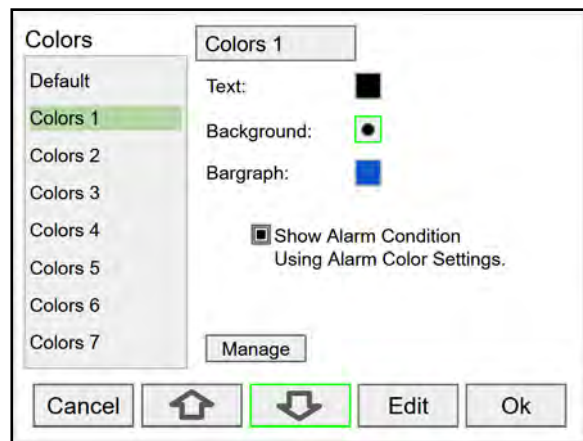 Colors
Default
Colors 1
Colors 2
Colors 3
Colors 4
Colors 5
Colors 6
Colors 7
Colors 1
Text:
Background:
Bargraph:
Show Alarm Condition
Using Alarm Color Settings.
Manage
Cancel
Edit
Ok